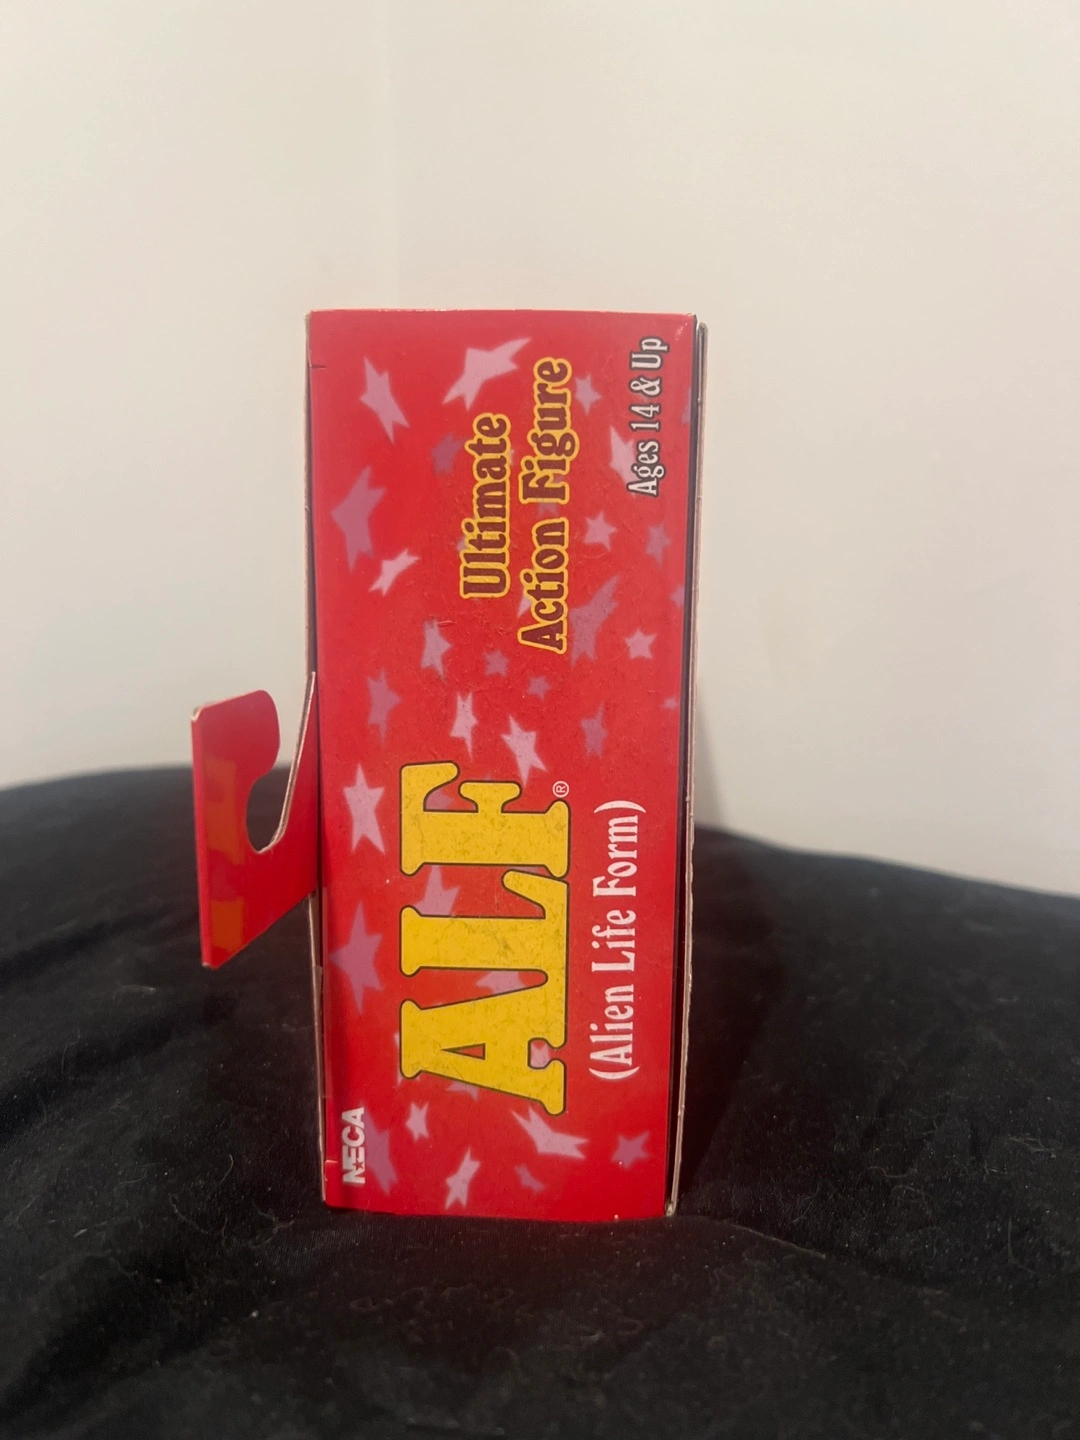 NECA
ALF®
(Alien Life Form)
Ultimate
Action Figure
Ages 14 & Up